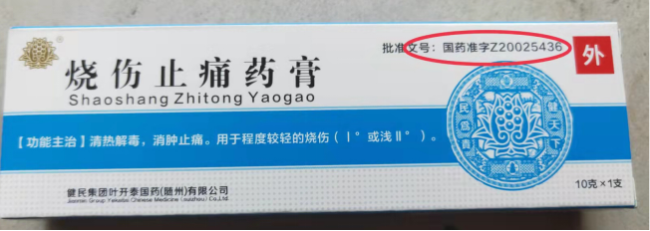 批准文号：国药准字Z20025436
外
烧伤止痛药膏
Shaoshang Zhitong Yaogao
【功能主治】清热解毒，消肿止痛。用于程度较轻的烧伤（Ⅰ°或浅Ⅱ°）。
健民集团叶开泰国药(随州)有限公司
Jianmin Group Yekaitai Chinese Medicine (suizhou) Co.,Ltd.
10克×1支